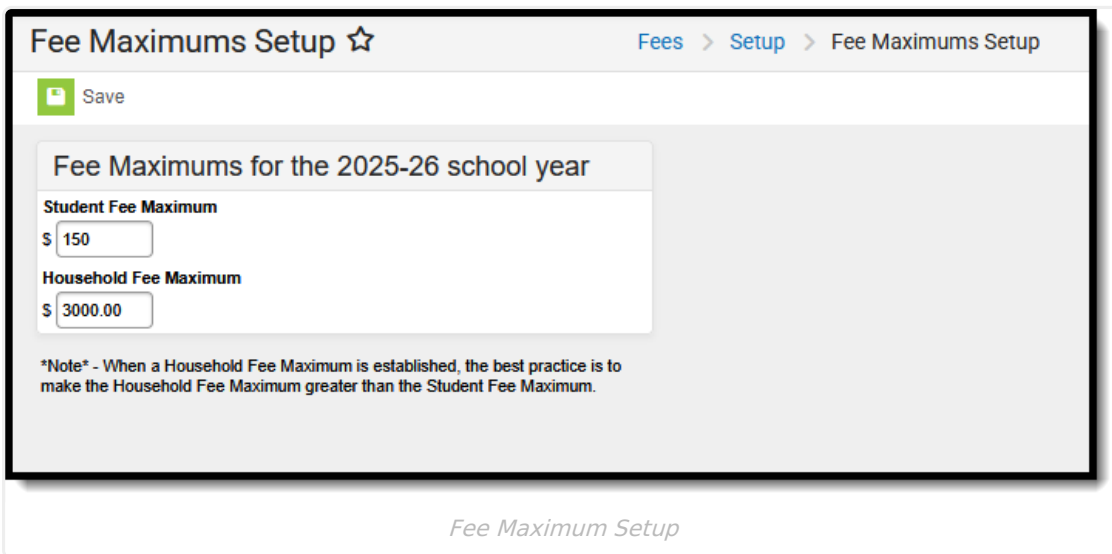 Fee Maximums Setup
Fees > Setup > Fee Maximums Setup
Save
Fee Maximums for the 2025-26 school year
Student Fee Maximum
$ 150
Household Fee Maximum
$ 3000.00
*Note* - When a Household Fee Maximum is established, the best practice is to
make the Household Fee Maximum greater than the Student Fee Maximum.
Fee Maximum Setup